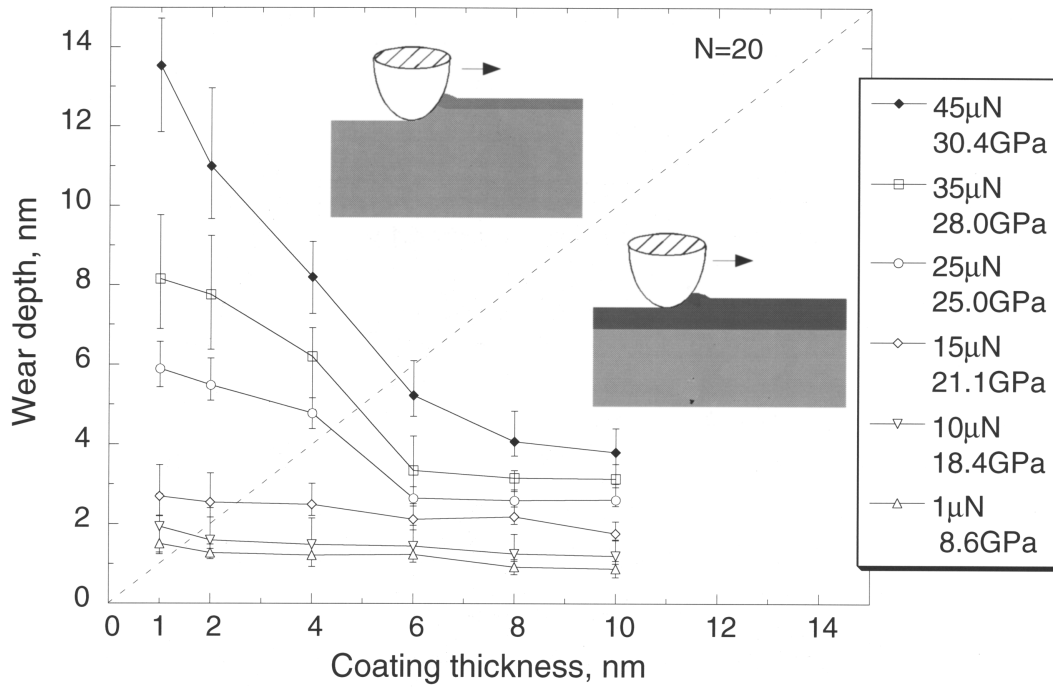 14
12
10
8
6
4
2
0
Wear depth, nm
N=20
0 1 2 4 6 8 10 12 14
Coating thickness, nm
45μN
30.4GPa
35μN
28.0GPa
25μN
25.0GPa
15μN
21.1GPa
10μN
18.4GPa
1μN
8.6GPa